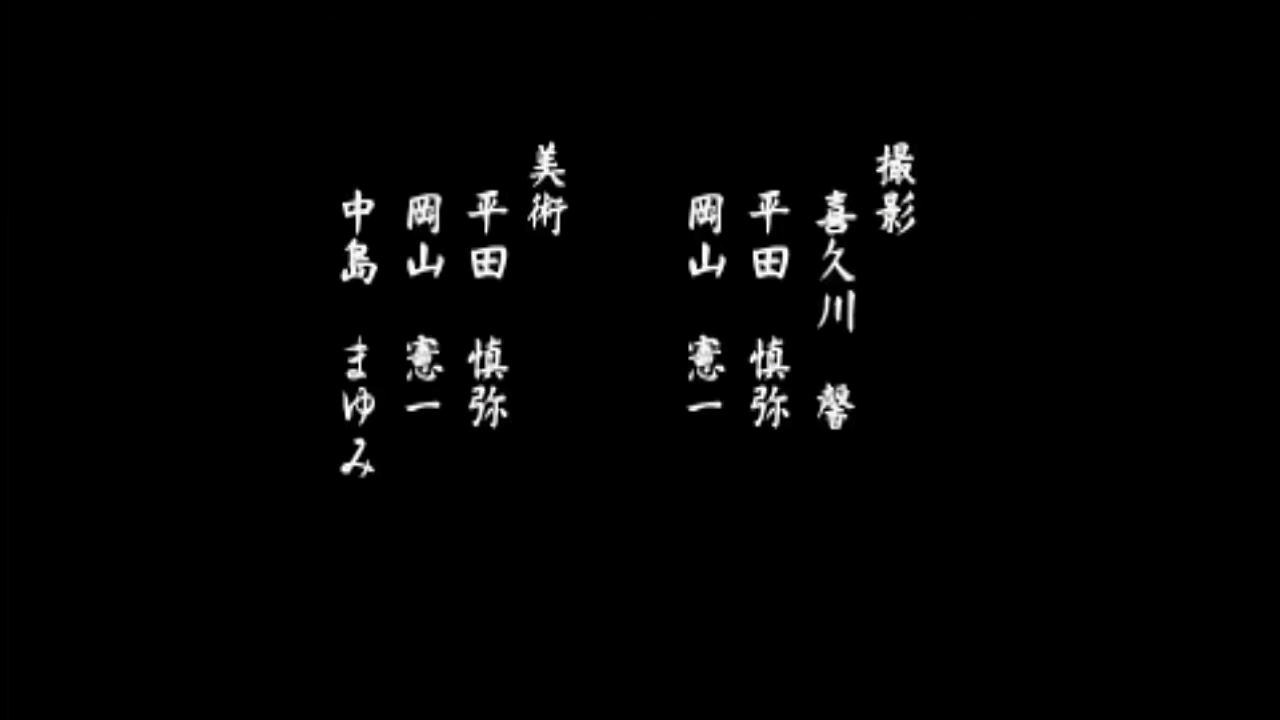 撮影
喜久川 馨
平田 慎弥
岡山 憲一
美術
平田 慎弥
岡山 憲一
中島 まゆみ